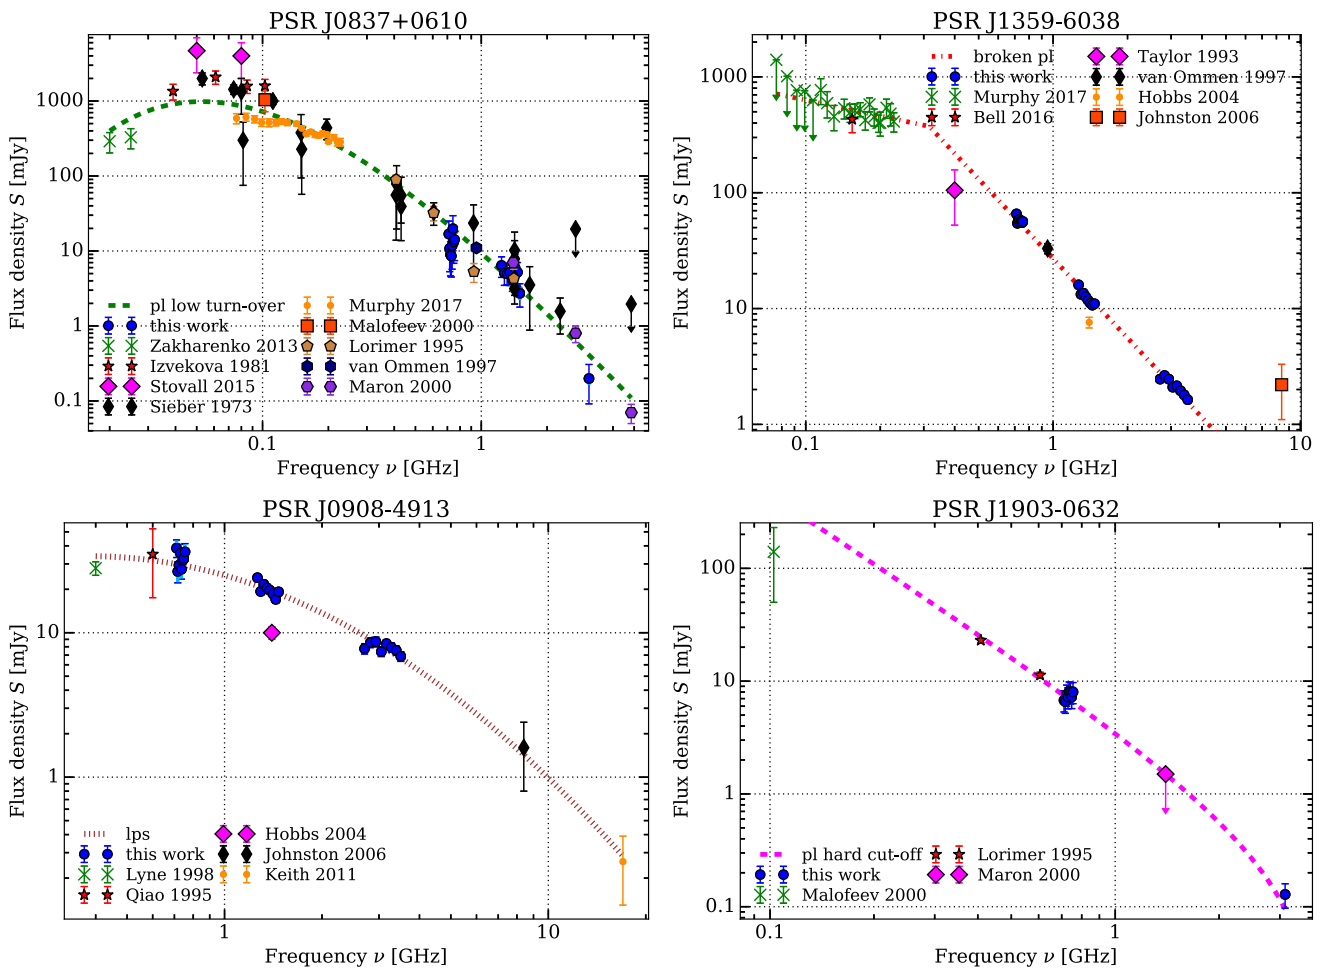 PSR J0837+0610
1000
100
10
1
0.1
Flux density S [mJy]
pl low turn-over
this work
Zakharenko 2013
Izvekova 1981
Stovall 2015
Sieber 1973
Murphy 2017
Malofeev 2000
Lorimer 1995
van Ommen 1997
Maron 2000
0.1
1
Frequency ν [GHz]
PSR J1359-6038
1000
100
10
1
Flux density S [mJy]
broken pl
this work
Murphy 2017
Bell 2016
Taylor 1993
van Ommen 1997
Hobbs 2004
Johnston 2006
0.1
1
10
Frequency ν [GHz]
PSR J0908-4913
10
1
Flux density S [mJy]
lps
this work
Lyne 1998
Qiao 1995
Hobbs 2004
Johnston 2006
Keith 2011
1
10
Frequency ν [GHz]
PSR J1903-0632
100
10
1
0.1
Flux density S [mJy]
pl hard cut-off
this work
Malofeev 2000
Lorimer 1995
Maron 2000
0.1
1
Frequency ν [GHz]